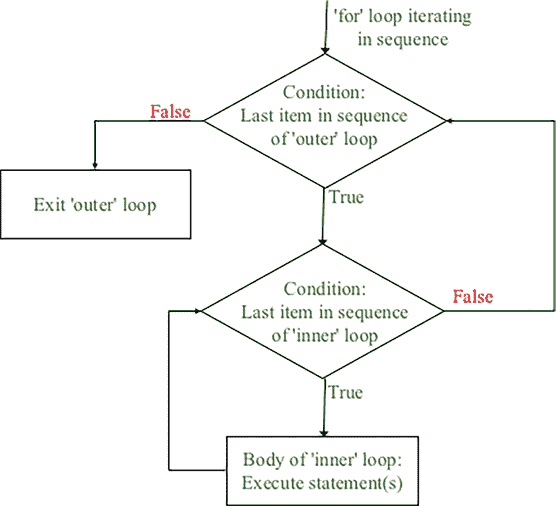 'for' loop iterating
in sequence
Condition:
Last item in sequence
of 'outer' loop
False
Exit 'outer' loop
True
Condition:
Last item in sequence
of 'inner' loop
False
True
Body of 'inner' loop:
Execute statement(s)